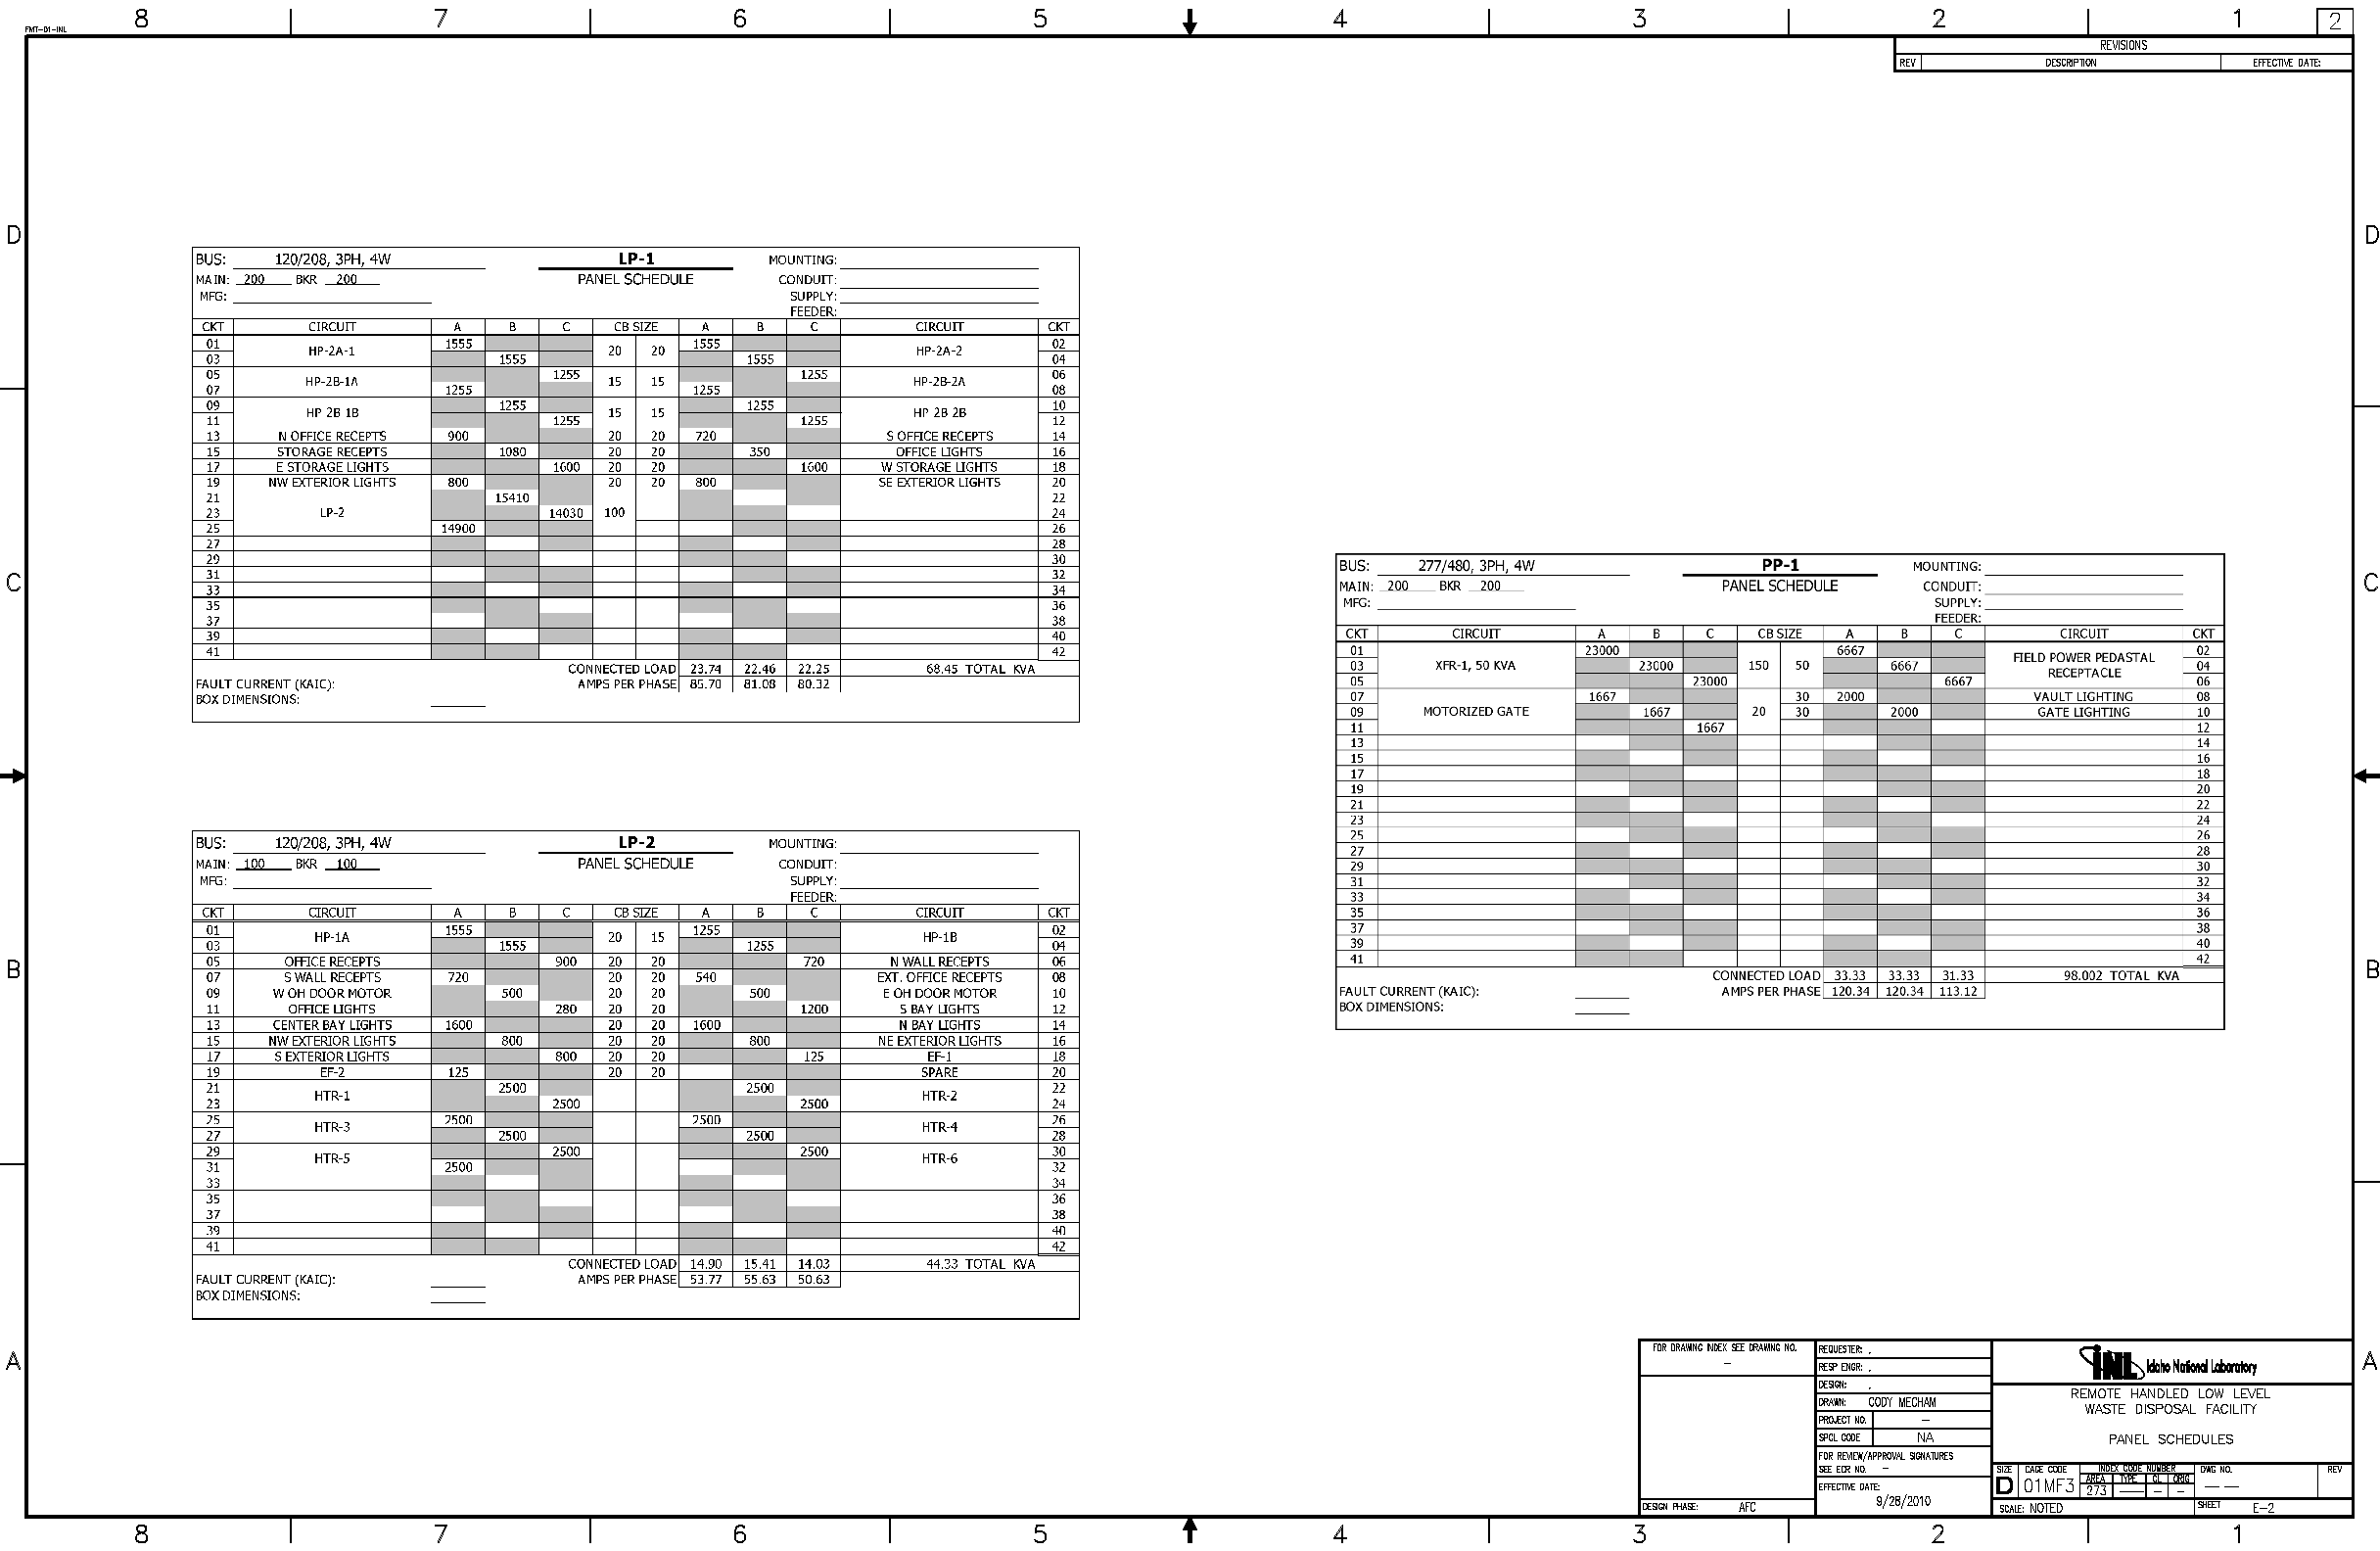 8 7 6 5 4 3 2 1 2
FMT-01-INL
REVISIONS
REV DESCRIPTION EFFECTIVE DATE:
D D
BUS: 120/208, 3PH, 4W LP-1 MOUNTING:
MAIN: 200 BKR 200 PANEL SCHEDULE CONDUIT:
MFG: SUPPLY:
FEEDER:
CKT CIRCUIT A B C CB SIZE A B C CIRCUIT CKT
01 1555 1555 02
HP-2A-1 20 20 HP-2A-2
03 1555 1555 04
05 1255 1255 06
HP-2B-1A 15 15 HP-2B-2A
07 1255 1255 08
09 1255 1255 10
HP 2B 1B 15 15 HP 2B 2B
11 1255 1255 12
13 N OFFICE RECEPTS 900 20 20 720 S OFFICE RECEPTS 14
15 STORAGE RECEPTS 1080 20 20 350 OFFICE LIGHTS 16
17 E STORAGE LIGHTS 1600 20 20 1600 W STORAGE LIGHTS 18
19 NW EXTERIOR LIGHTS 800 20 20 800 SE EXTERIOR LIGHTS 20
21 15410 22
23 LP-2 14030 100 24
25 14900 26
27 28
29 30
31 32
33 34
35 36
37 38
39 40
41 42
CONNECTED LOAD 23.74 22.46 22.25 68.45 TOTAL KVA
FAULT CURRENT (KAIC): AMPS PER PHASE 85.70 81.08 80.32
BOX DIMENSIONS:
C C
BUS: 277/480, 3PH, 4W PP-1 MOUNTING:
MAIN: 200 BKR 200 PANEL SCHEDULE CONDUIT:
MFG: SUPPLY:
FEEDER:
CKT CIRCUIT A B C CB SIZE A B C CIRCUIT CKT
01 23000 6667 02
03 XFR-1, 50 KVA 23000 150 50 6667 FIELD POWER PEDASTAL 04
RECEPTACLE
05 23000 6667 06
07 1667 30 2000 VAULT LIGHTING 08
09 MOTORIZED GATE 1667 20 30 2000 GATE LIGHTING 10
11 1667 12
13 14
15 16
17 18
19 20
21 22
23 24
25 26
27 28
29 30
31 32
33 34
35 36
37 38
39 40
41 42
CONNECTED LOAD 33.33 33.33 31.33 98.002 TOTAL KVA
FAULT CURRENT (KAIC): AMPS PER PHASE 120.34 120.34 113.12
BOX DIMENSIONS:
BUS: 120/208, 3PH, 4W LP-2 MOUNTING:
MAIN: 100 BKR 100 PANEL SCHEDULE CONDUIT:
MFG: SUPPLY:
FEEDER:
CKT CIRCUIT A B C CB SIZE A B C CIRCUIT CKT
01 1555 1255 02
HP-1A 20 15 HP-1B
03 1555 1255 04
05 OFFICE RECEPTS 900 20 20 720 N WALL RECEPTS 06
07 S WALL RECEPTS 720 20 20 540 EXT. OFFICE RECEPTS 08
09 W OH DOOR MOTOR 500 20 20 500 E OH DOOR MOTOR 10
11 OFFICE LIGHTS 280 20 20 1200 S BAY LIGHTS 12
13 CENTER BAY LIGHTS 1600 20 20 1600 N BAY LIGHTS 14
15 NW EXTERIOR LIGHTS 800 20 20 800 NE EXTERIOR LIGHTS 16
17 S EXTERIOR LIGHTS 800 20 20 125 EF-1 18
19 EF-2 125 20 20 SPARE 20
21 2500 2500 22
HTR-1 HTR-2
23 2500 2500 24
25 2500 2500 26
HTR-3 HTR-4
27 2500 2500 28
29 2500 2500 30
HTR-5 HTR-6
31 2500 32
33 34
35 36
37 38
39 40
41 42
CONNECTED LOAD 14.90 15.41 14.03 44.33 TOTAL KVA
FAULT CURRENT (KAIC): AMPS PER PHASE 53.77 55.63 50.63
BOX DIMENSIONS:
B B
A A
FOR DRAWING INDEX SEE DRAWING NO.
–
DESIGN PHASE: AFC
REQUESTER: ,
RESP ENGR: ,
DESIGN: ,
DRAWN: CODY MECHAM
PROJECT NO. –
SPCL CODE NA
FOR REVIEW/APPROVAL SIGNATURES
SEE EDR NO. –
EFFECTIVE DATE:
9/28/2010
INL Idaho National Laboratory
REMOTE HANDLED LOW LEVEL
WASTE DISPOSAL FACILITY
PANEL SCHEDULES
SIZE CAGE CODE INDEX CODE NUMBER DWG NO. REV
AREA TYPE CL ORIG
D 01MF3 273 — – – — —
SCALE: NOTED SHEET E-2
8 7 6 5 4 3 2 1